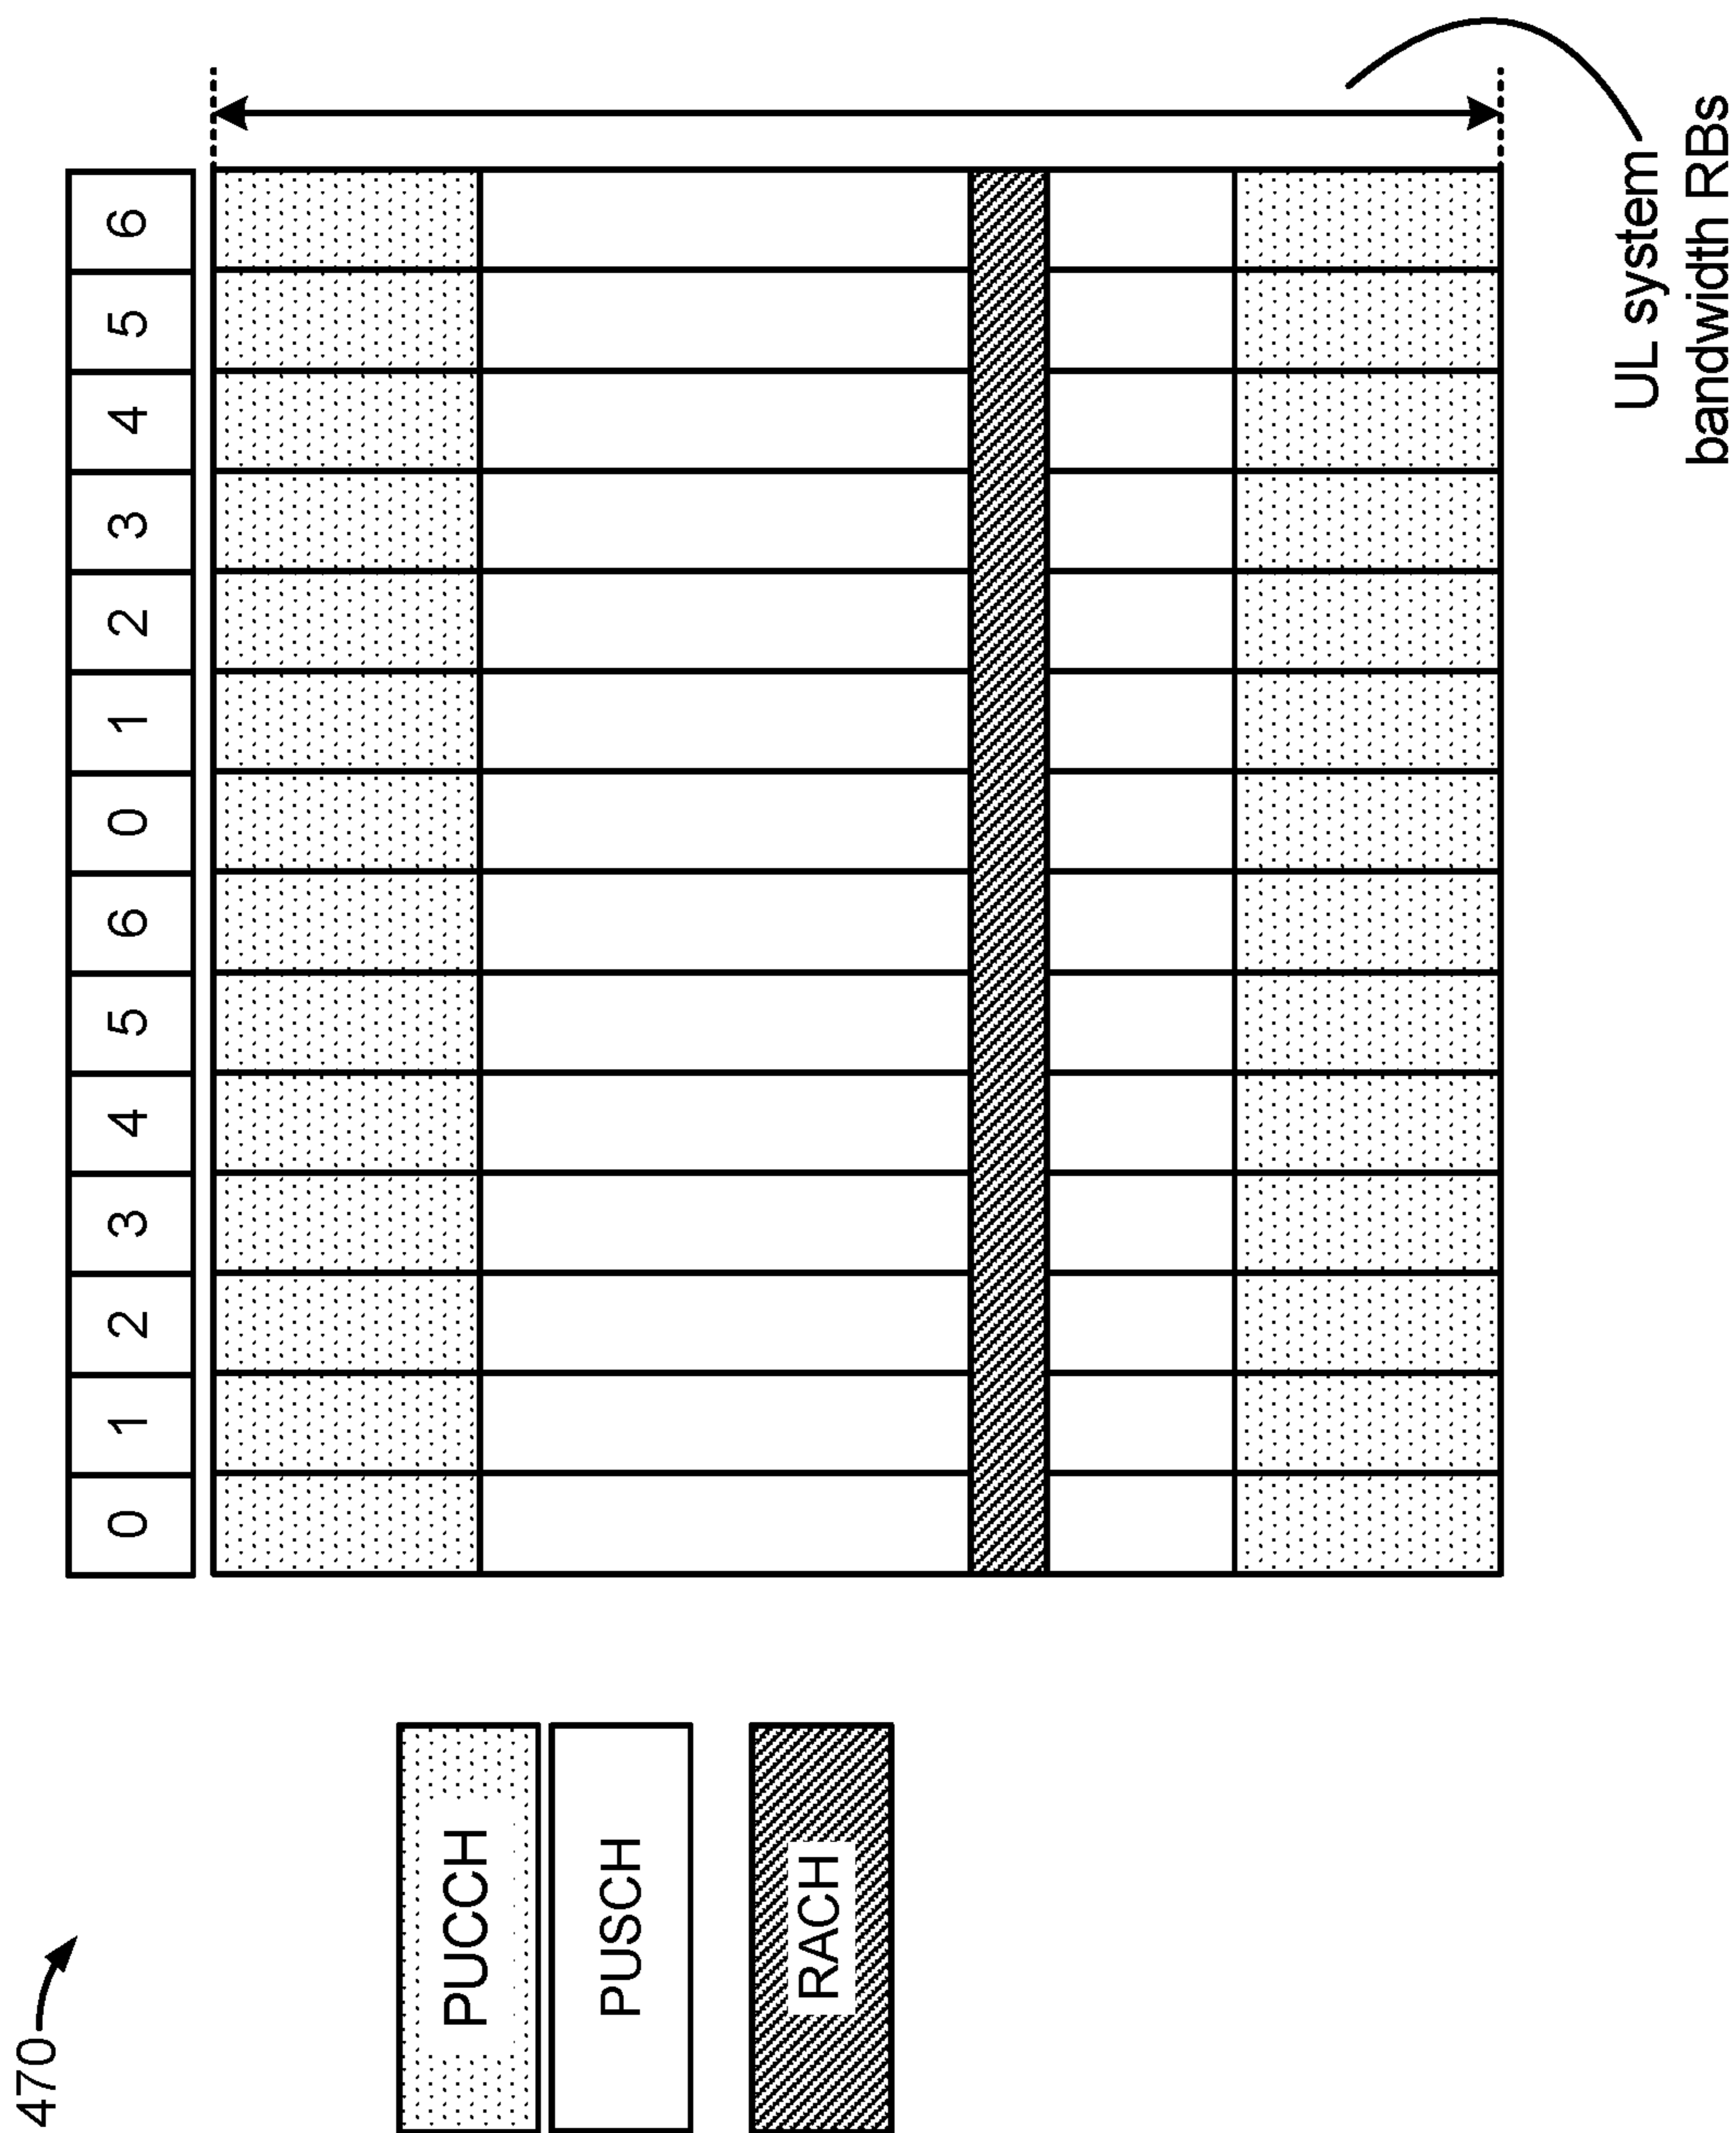 470
0 1 2 3 4 5 6 0 1 2 3 4 5 6
PUCCH
PUSCH
RACH
UL system
bandwidth RBs